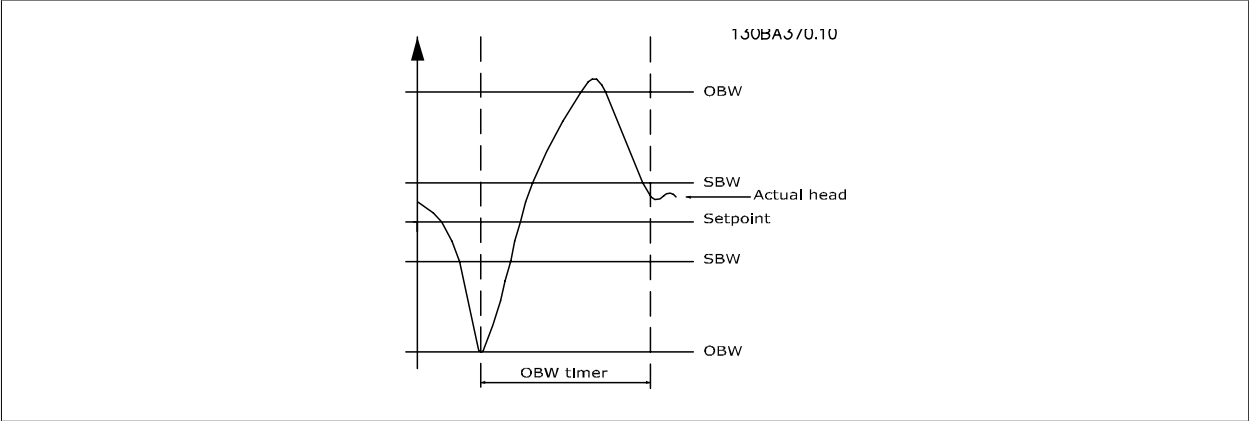 130BA370.10
OBW
SBW
Actual head
Setpoint
SBW
OBW
OBW timer